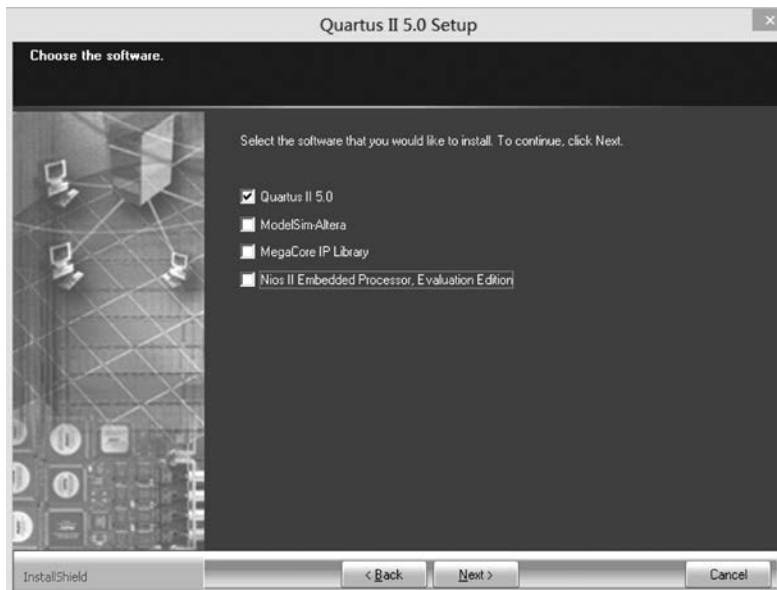 Quartus II 5.0 Setup
Choose the software.
Select the software that you would like to install. To continue, click Next.
Quartus II 5.0
ModelSim-Altera
MegaCore IP Library
Nios II Embedded Processor, Evaluation Edition
InstallShield
< Back
Next >
Cancel